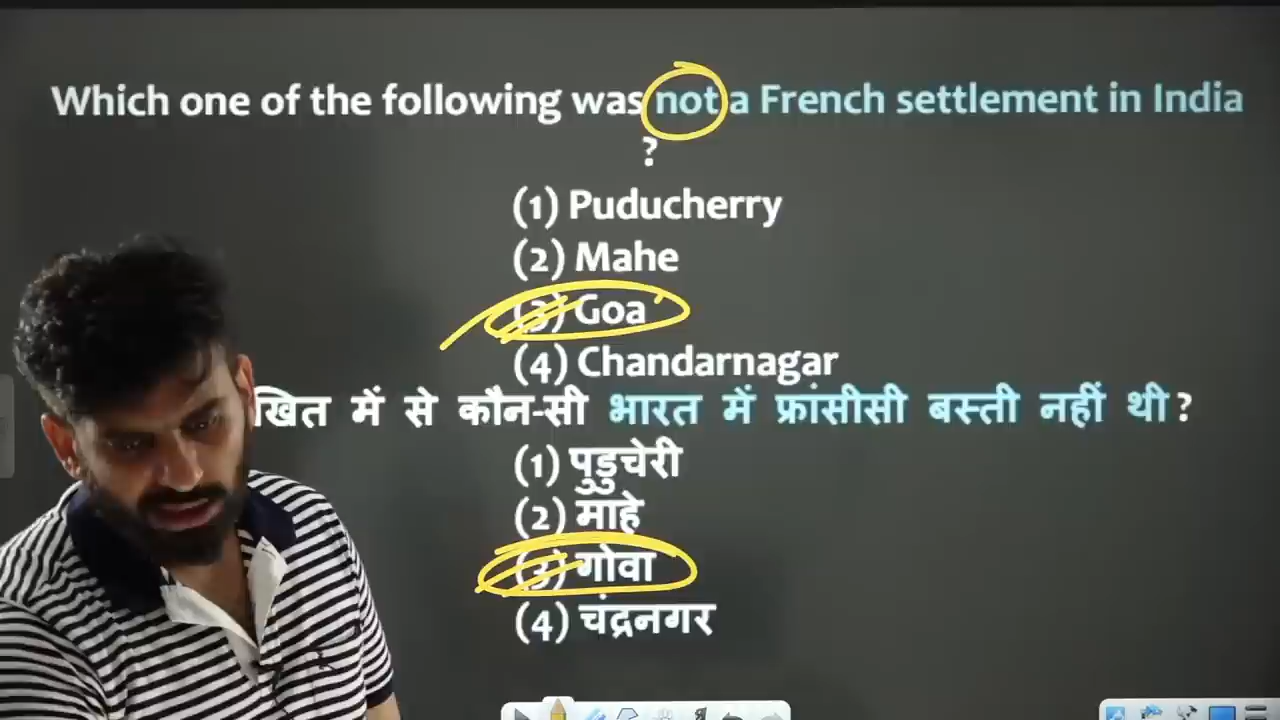 Which one of the following was not a French settlement in India
?
(1) Puducherry
(2) Mahe
(3) Goa
(4) Chandarnagar
खित में से कौन-सी भारत में फ्रांसीसी बस्ती नहीं थी ?
(1) पुडुचेरी
(2) माहे
(3) गोवा
(4) चंद्रनगर